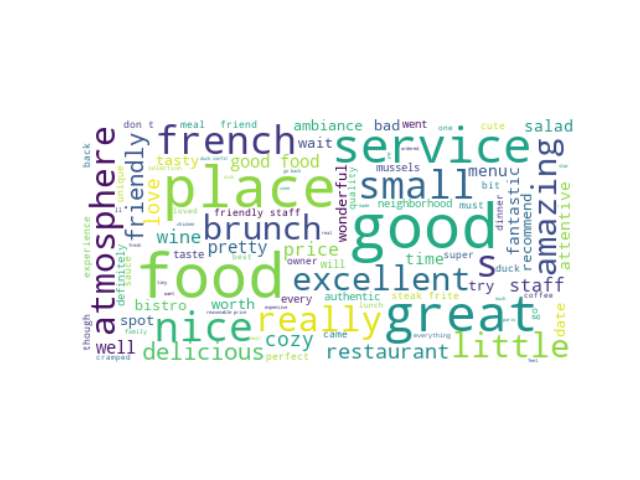 don t
meal
friend
ambiance
bad
went
one
cute
salad
back
atmosphere
friendly
french
wait
service
tasty
good food
mussels
menu
amazing
unique
love
place
small
bit
fantastic
recommend
attentive
wonderful
quality
neighborhood
must
loved
friendly staff
brunch
good
dinner
experience
definitely
wine
pretty
price
time
super
s
taste
best
owner
will
excellent
duck
try
staff
sauce
food
every
authentic
steak frite
coffee
bistro
worth
lunch
go
date
spot
nice
really
great
though
well
family
cozy
came
everything
little
cramped
delicious
perfect
restaurant
feel